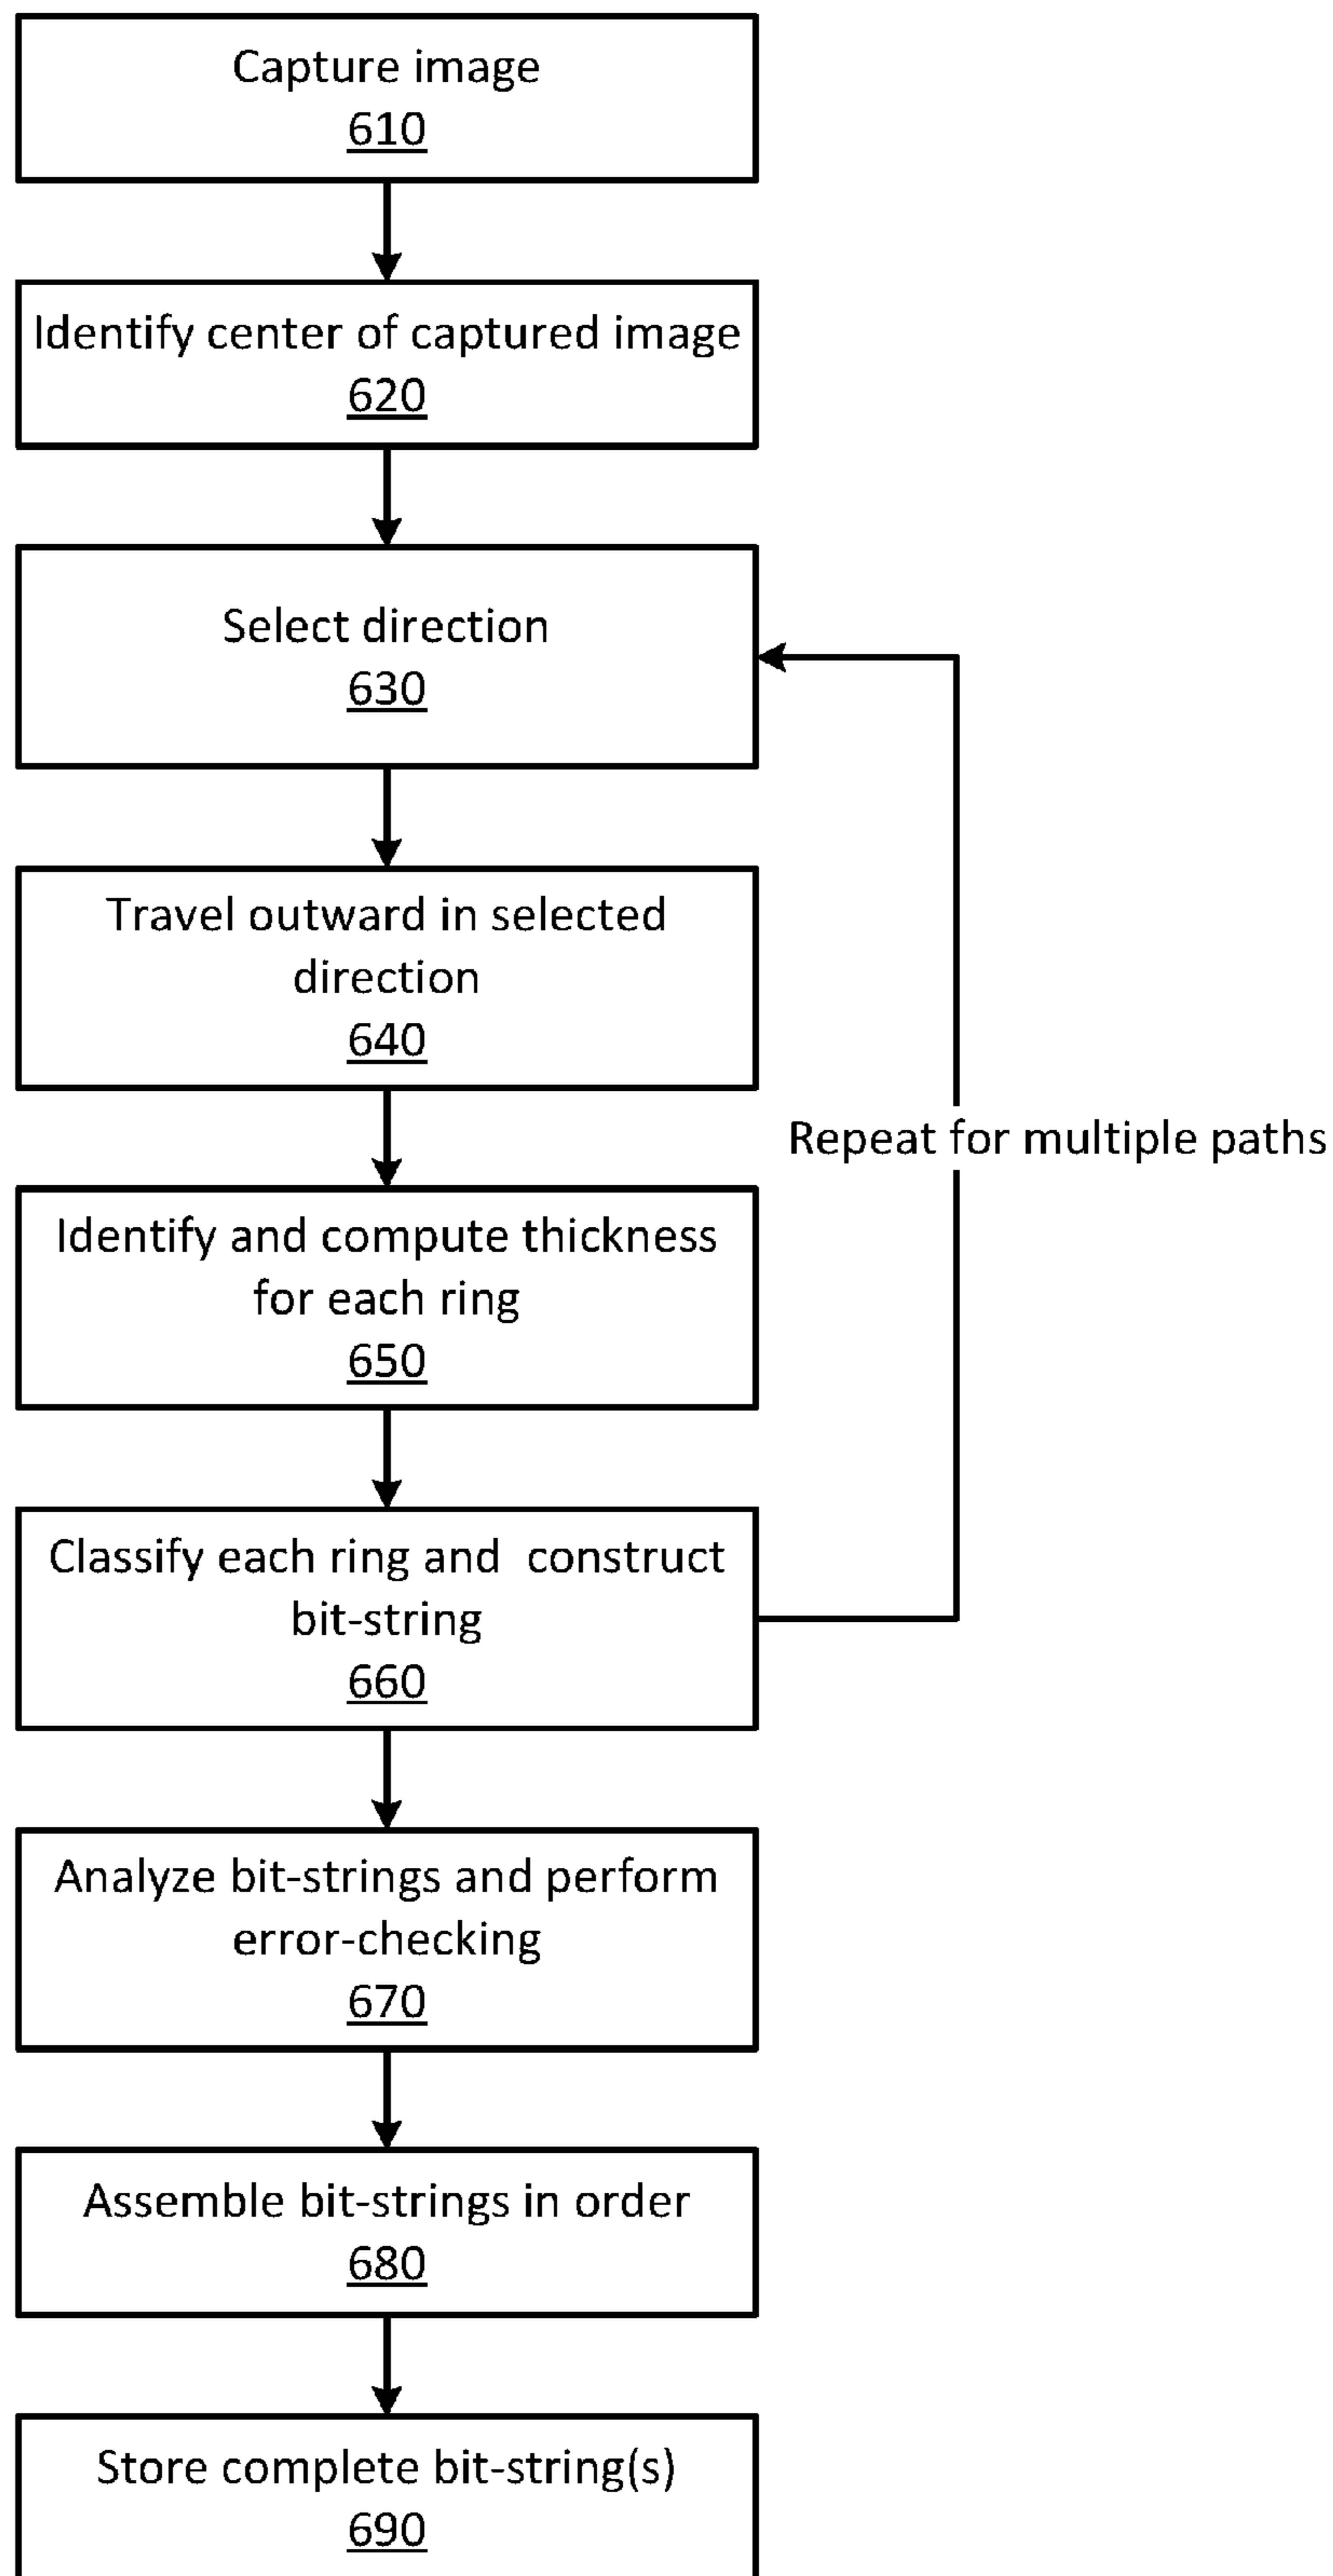 Capture image
610
Identify center of captured image
620
Select direction
630
Travel outward in selected
direction
640
Repeat for multiple paths
Identify and compute thickness
for each ring
650
Classify each ring and construct
bit-string
660
Analyze bit-strings and perform
error-checking
670
Assemble bit-strings in order
680
Store complete bit-string(s)
690